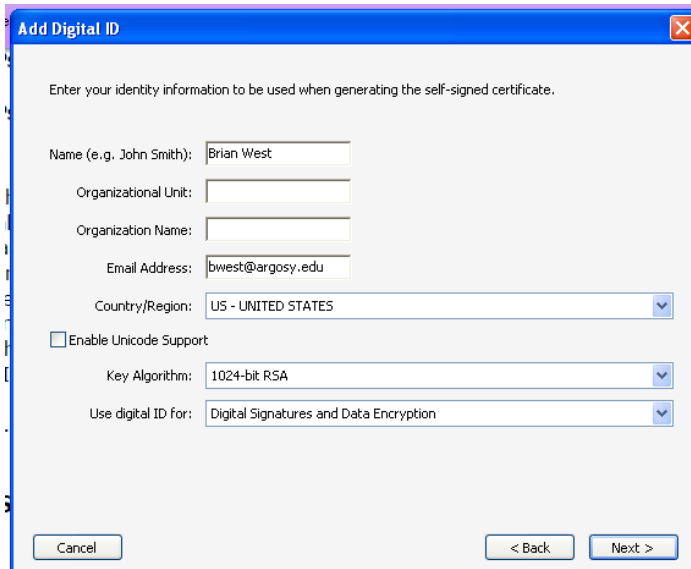 Add Digital ID
Enter your identity information to be used when generating the self-signed certificate.
Name (e.g. John Smith): Brian West
Organizational Unit:
Organization Name:
Email Address: bwest@argosy.edu
Country/Region: US - UNITED STATES
Enable Unicode Support
Key Algorithm: 1024-bit RSA
Use digital ID for: Digital Signatures and Data Encryption
Cancel < Back Next >